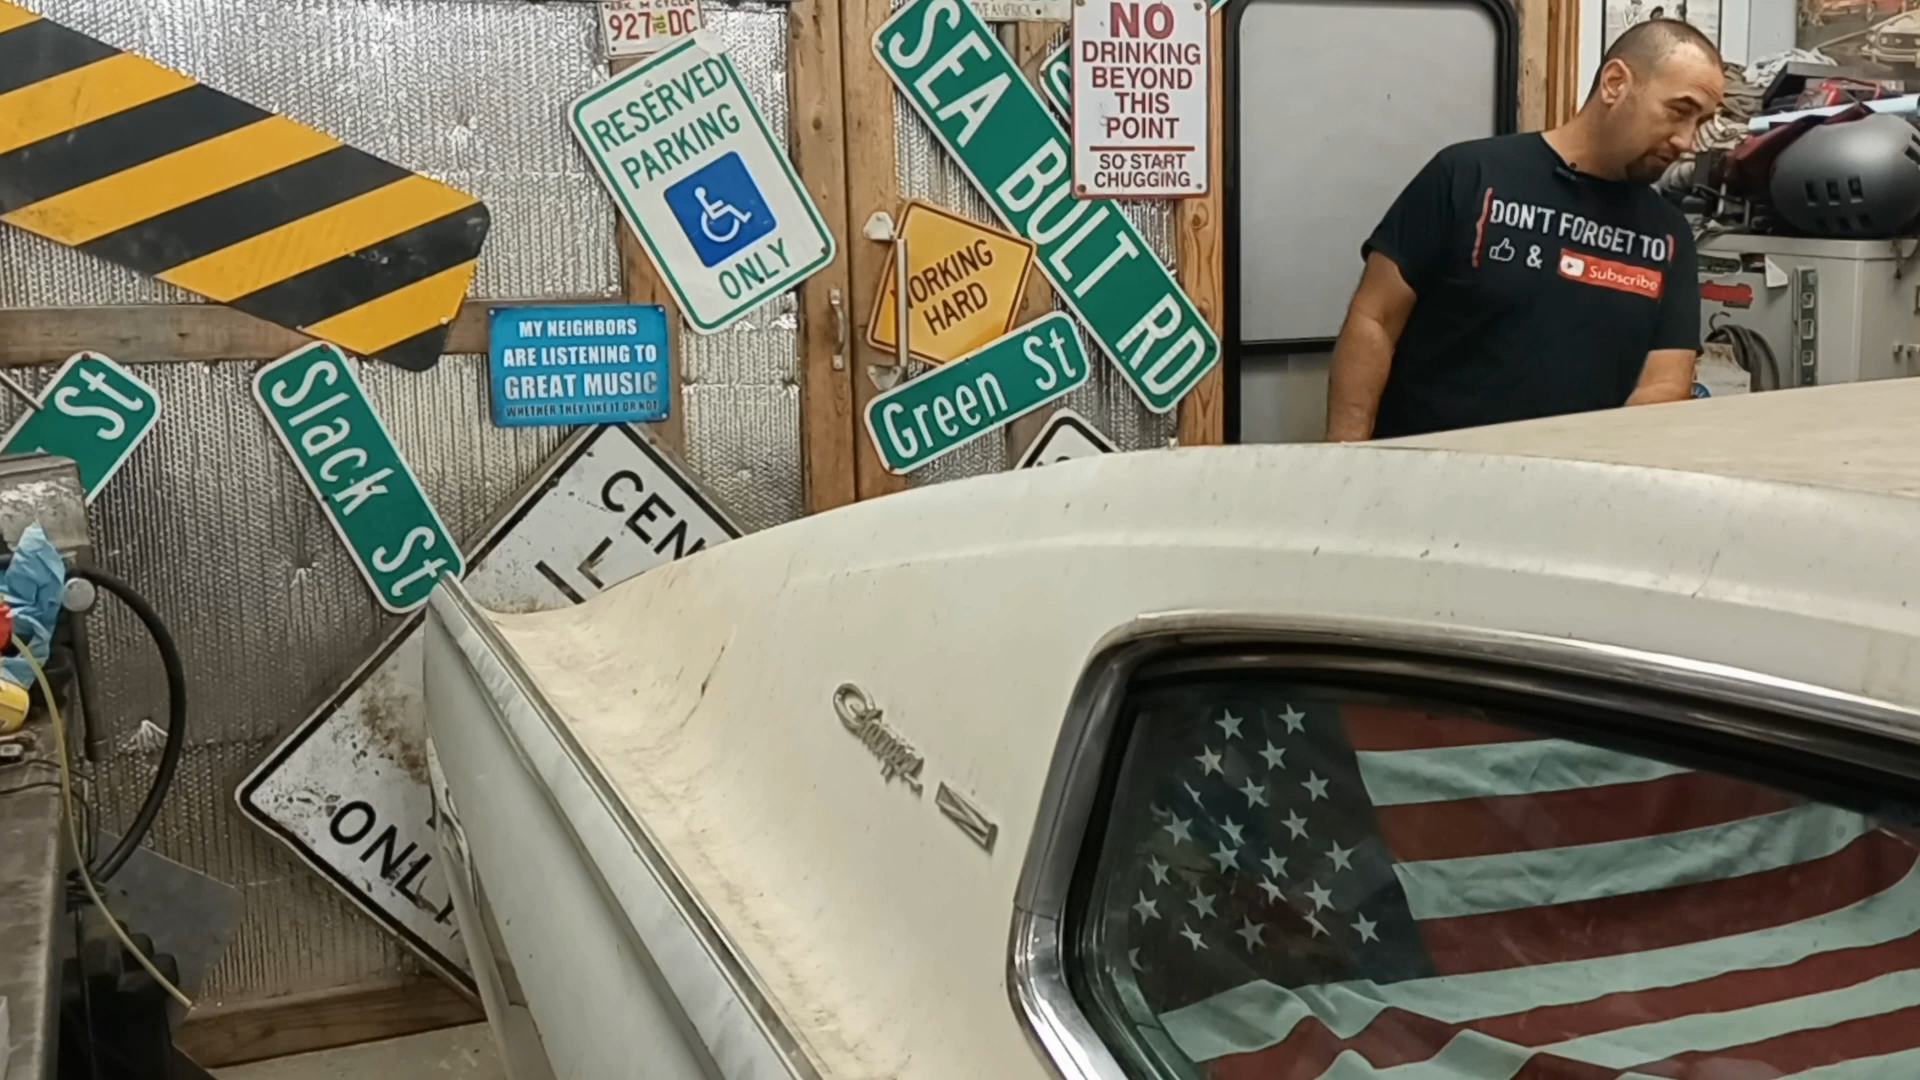 927 DC
RESERVED
PARKING
ONLY
SEA BOLT RD
NO
DRINKING
BEYOND
THIS
POINT
SO START
CHUGGING
DON'T FORGET TO
& Subscribe
WORKING
HARD
MY NEIGHBORS
ARE LISTENING TO
GREAT MUSIC
WHETHER THEY LIKE IT OR NOT
Green St
St
Slack St
CEN
L
ONL